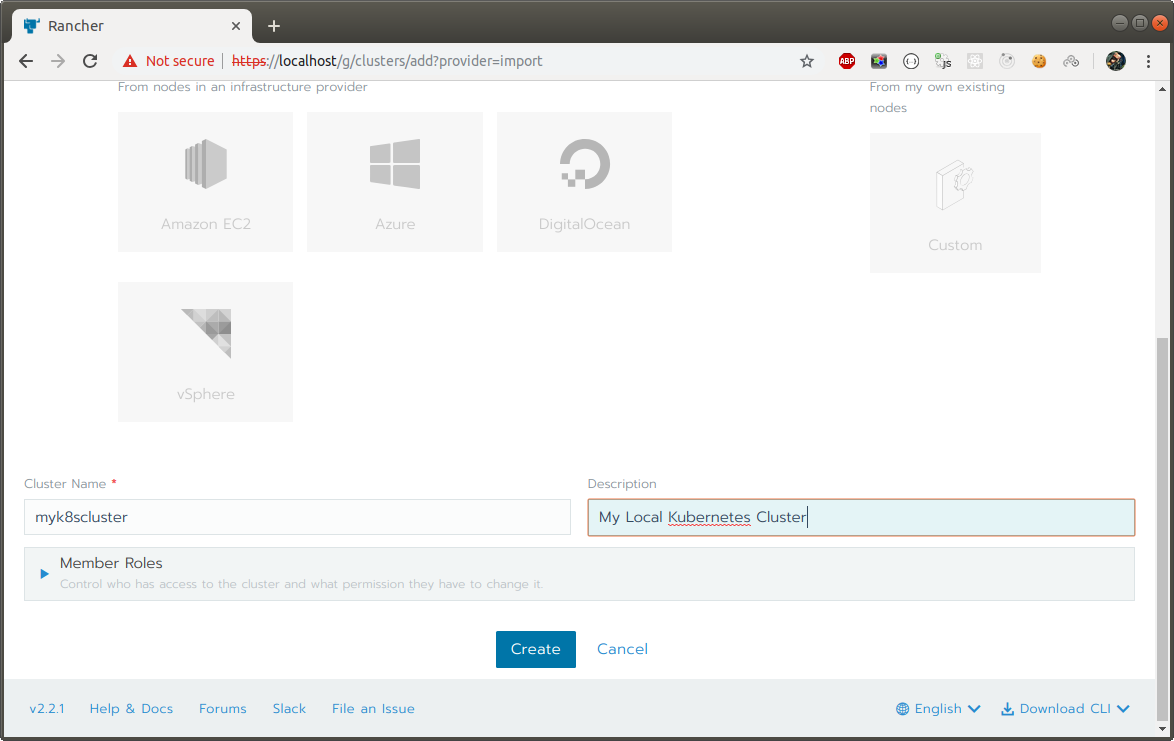 Rancher
Not secure
https://localhost/g/clusters/add?provider=import
ABP
js
From nodes in an infrastructure provider
From my own existing
nodes
Amazon EC2
Azure
DigitalOcean
Custom
vSphere
Cluster Name *
Description
myk8scluster
My Local Kubernetes Cluster
Member Roles
Control who has access to the cluster and what permission they have to change it.
Create
Cancel
v2.2.1
Help & Docs
Forums
Slack
File an Issue
English
Download CLI